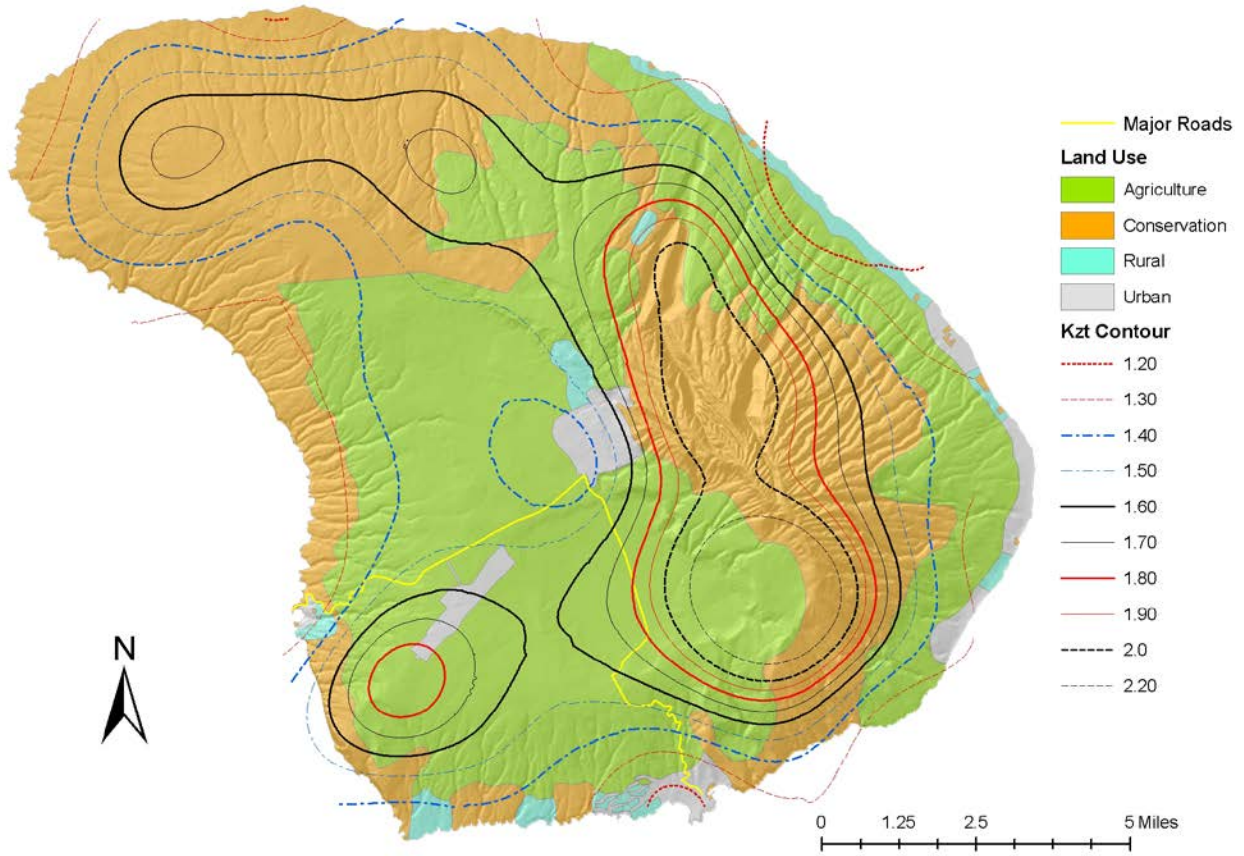 Major Roads
Land Use
Agriculture
Conservation
Rural
Urban
Kzt Contour
1.20
1.30
1.40
1.50
1.60
1.70
1.80
1.90
2.0
2.20
N
0 1.25 2.5 5 Miles